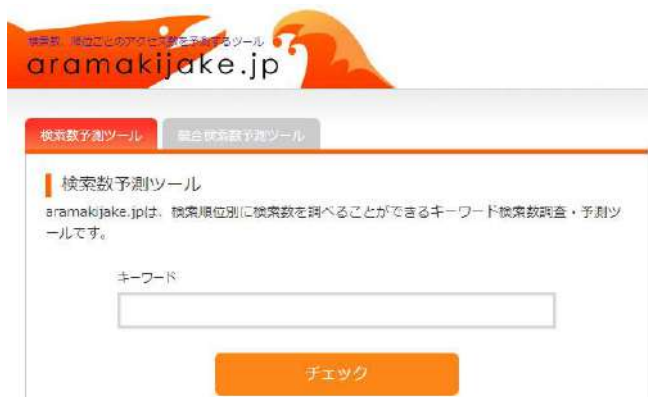 検索数、順位ごとのアクセス数を予測するツール
aramakijake.jp
検索数予測ツール
競合検索数予測ツール
検索数予測ツール
aramakijake.jpは、検索順位別に検索数を調べることができるキーワード検索数調査・予測ツ
ールです。
キーワード
チェック